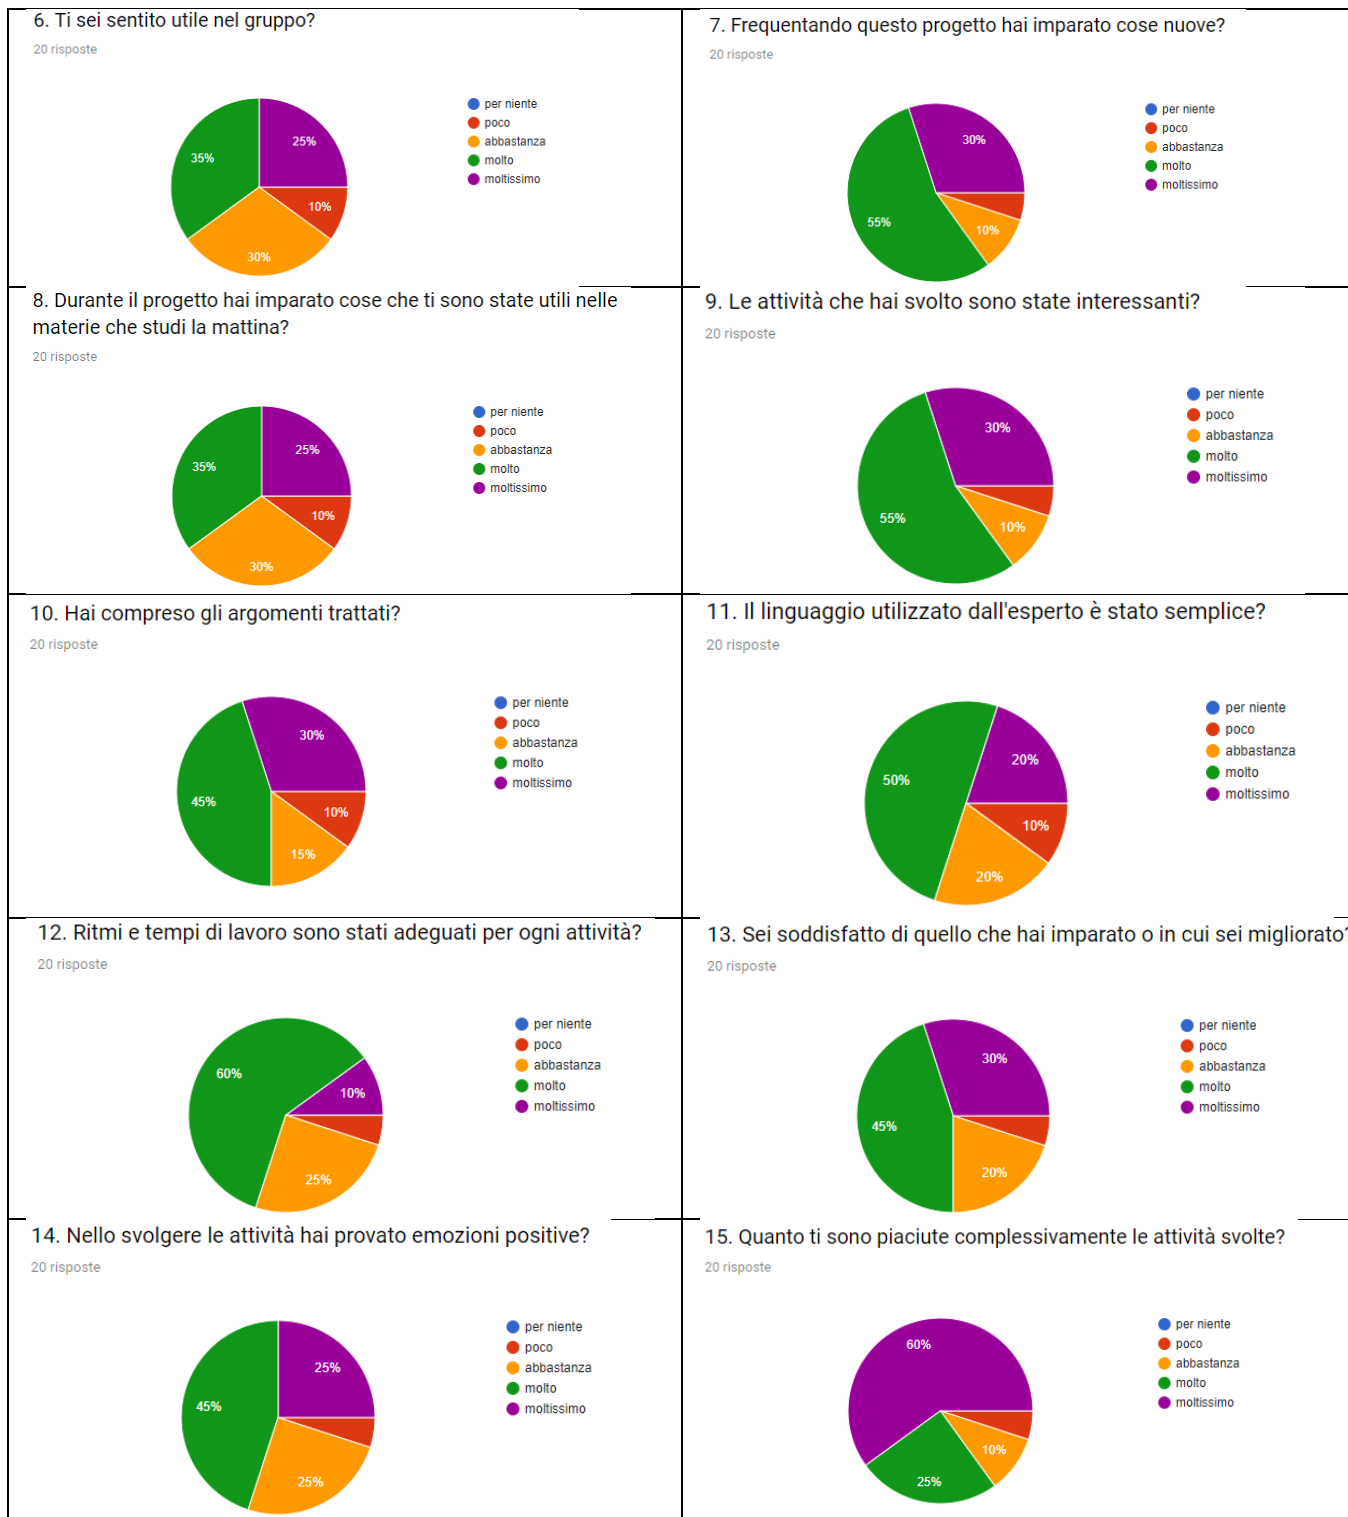 6. Ti sei sentito utile nel gruppo?
20 risposte
25%
35%
10%
30%
per niente
poco
abbastanza
molto
moltissimo
7. Frequentando questo progetto hai imparato cose nuove?
20 risposte
30%
55%
10%
per niente
poco
abbastanza
molto
moltissimo
8. Durante il progetto hai imparato cose che ti sono state utili nelle
materie che studi la mattina?
20 risposte
25%
35%
10%
30%
per niente
poco
abbastanza
molto
moltissimo
9. Le attività che hai svolto sono state interessanti?
20 risposte
30%
55%
10%
per niente
poco
abbastanza
molto
moltissimo
10. Hai compreso gli argomenti trattati?
20 risposte
30%
45%
10%
15%
per niente
poco
abbastanza
molto
moltissimo
11. Il linguaggio utilizzato dall'esperto è stato semplice?
20 risposte
20%
50%
10%
20%
per niente
poco
abbastanza
molto
moltissimo
12. Ritmi e tempi di lavoro sono stati adeguati per ogni attività?
20 risposte
60%
10%
25%
per niente
poco
abbastanza
molto
moltissimo
13. Sei soddisfatto di quello che hai imparato o in cui sei migliorato?
20 risposte
30%
45%
20%
per niente
poco
abbastanza
molto
moltissimo
14. Nello svolgere le attività hai provato emozioni positive?
20 risposte
25%
45%
25%
per niente
poco
abbastanza
molto
moltissimo
15. Quanto ti sono piaciute complessivamente le attività svolte?
20 risposte
60%
10%
25%
per niente
poco
abbastanza
molto
moltissimo